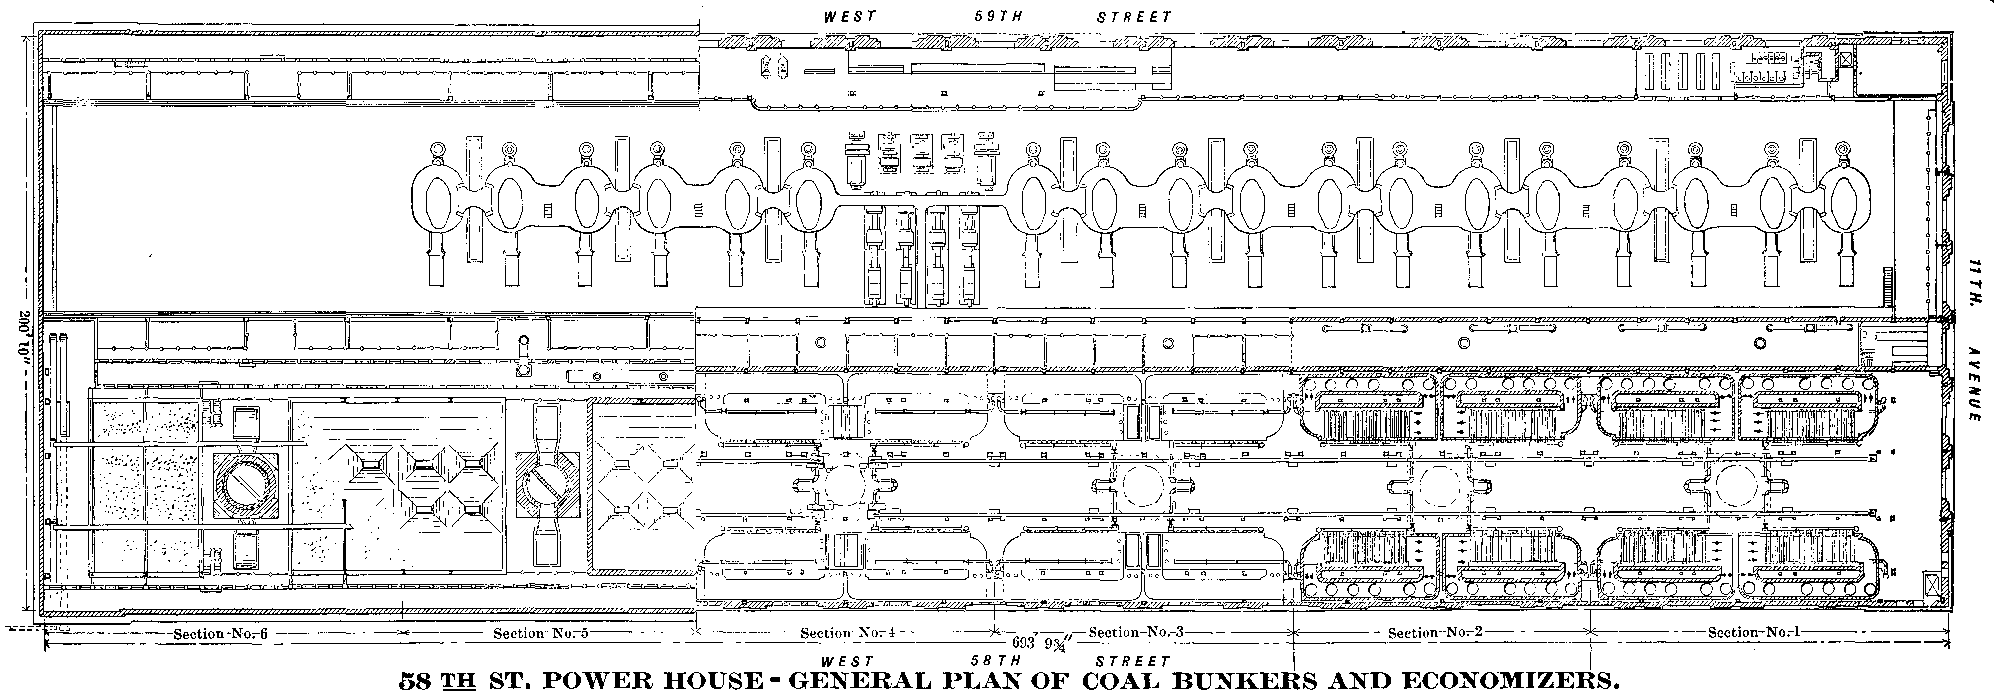 WEST 59TH STREET
11TH. AVENUE
200' 10"
Section No. 6 Section No. 5 Section No. 4 Section No. 3 Section No. 2 Section No. 1
693' 9¾"
WEST 58TH STREET
58 TH ST. POWER HOUSE - GENERAL PLAN OF COAL BUNKERS AND ECONOMIZERS.